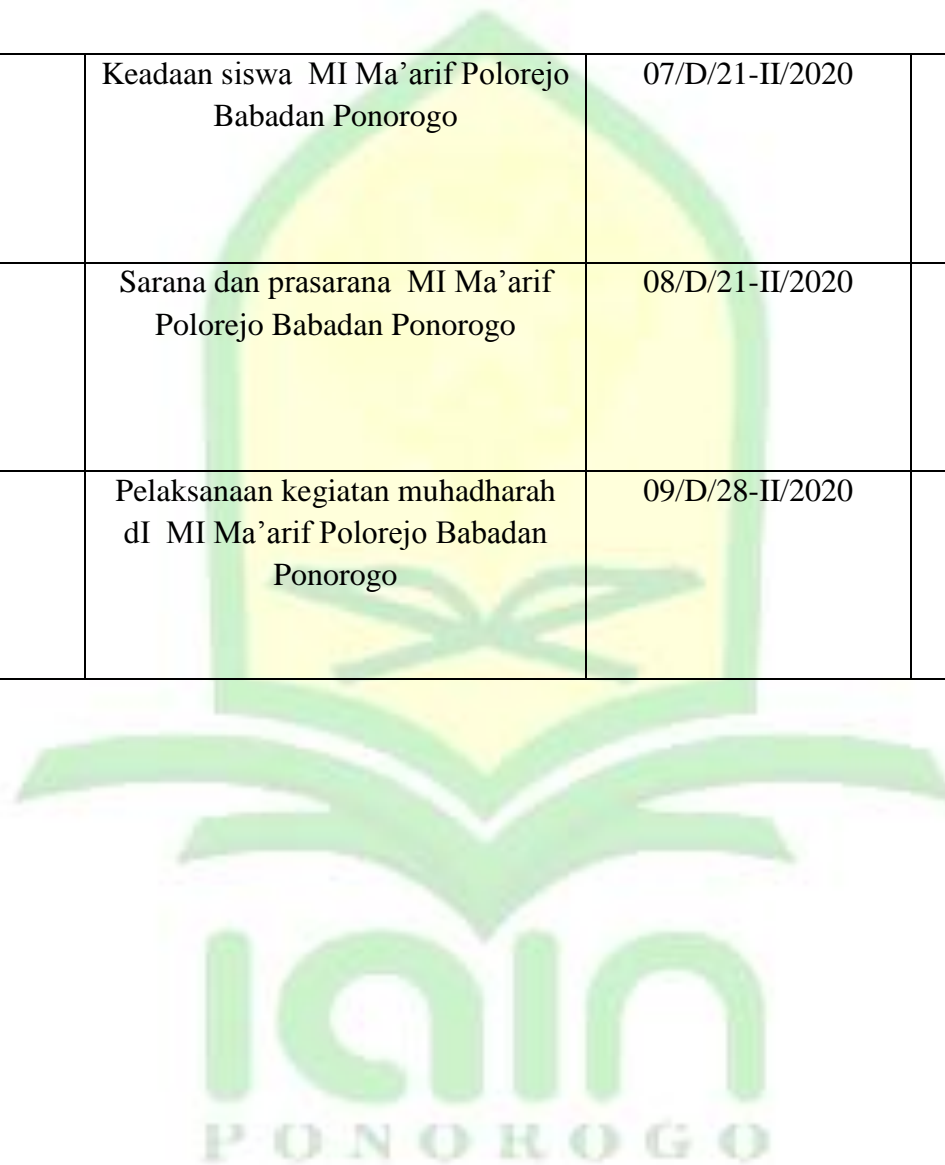 Keadaan siswa MI Ma'arif Polorejo
Babadan Ponorogo
07/D/21-II/2020
Sarana dan prasarana MI Ma'arif
Polorejo Babadan Ponorogo
08/D/21-II/2020
Pelaksanaan kegiatan muhadharah
dI MI Ma'arif Polorejo Babadan
Ponorogo
09/D/28-II/2020
iain
PONOROGO